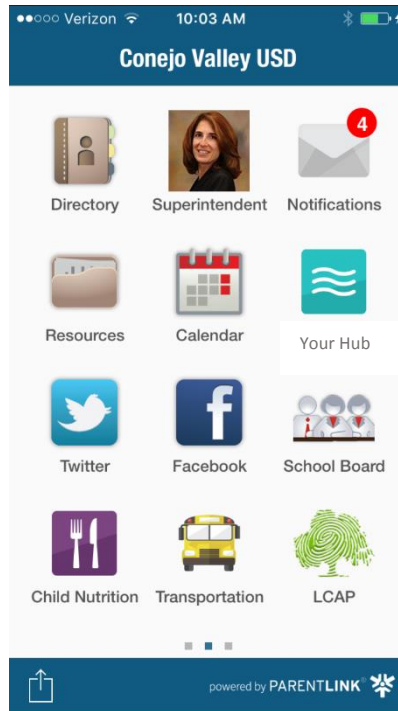 Verizon 10:03 AM
Conejo Valley USD
4
Directory Superintendent Notifications
Resources Calendar Your Hub
Twitter Facebook School Board
Child Nutrition Transportation LCAP
powered by PARENTLINK